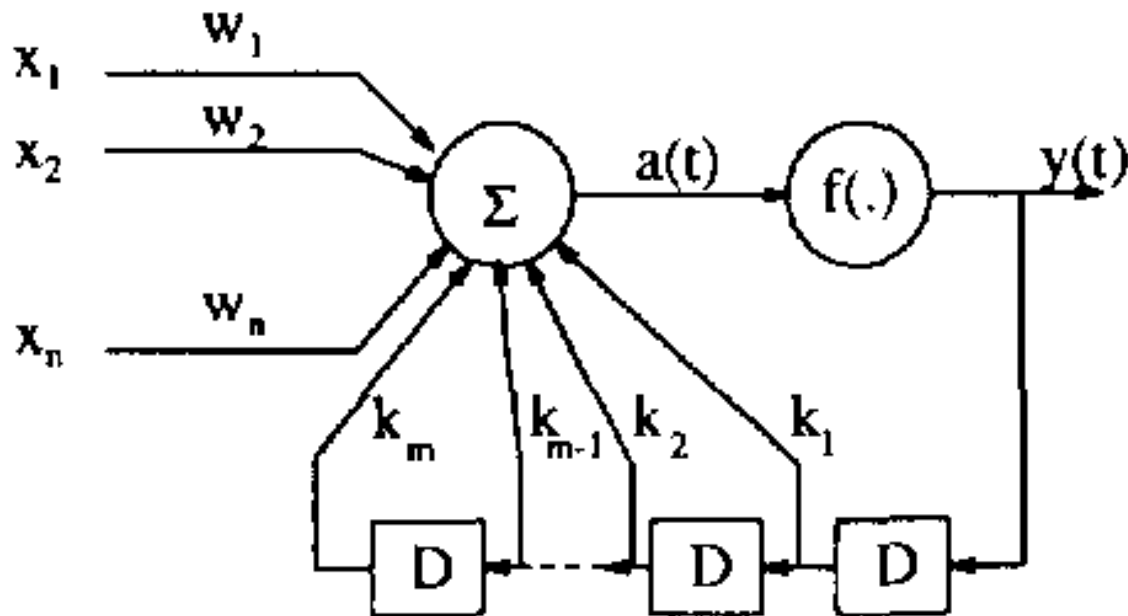 x₁ w₁
x₂ w₂
xₙ wₙ
Σ a(t) f(.) y(t)
kₘ kₘ₋₁ k₂ k₁
D D D